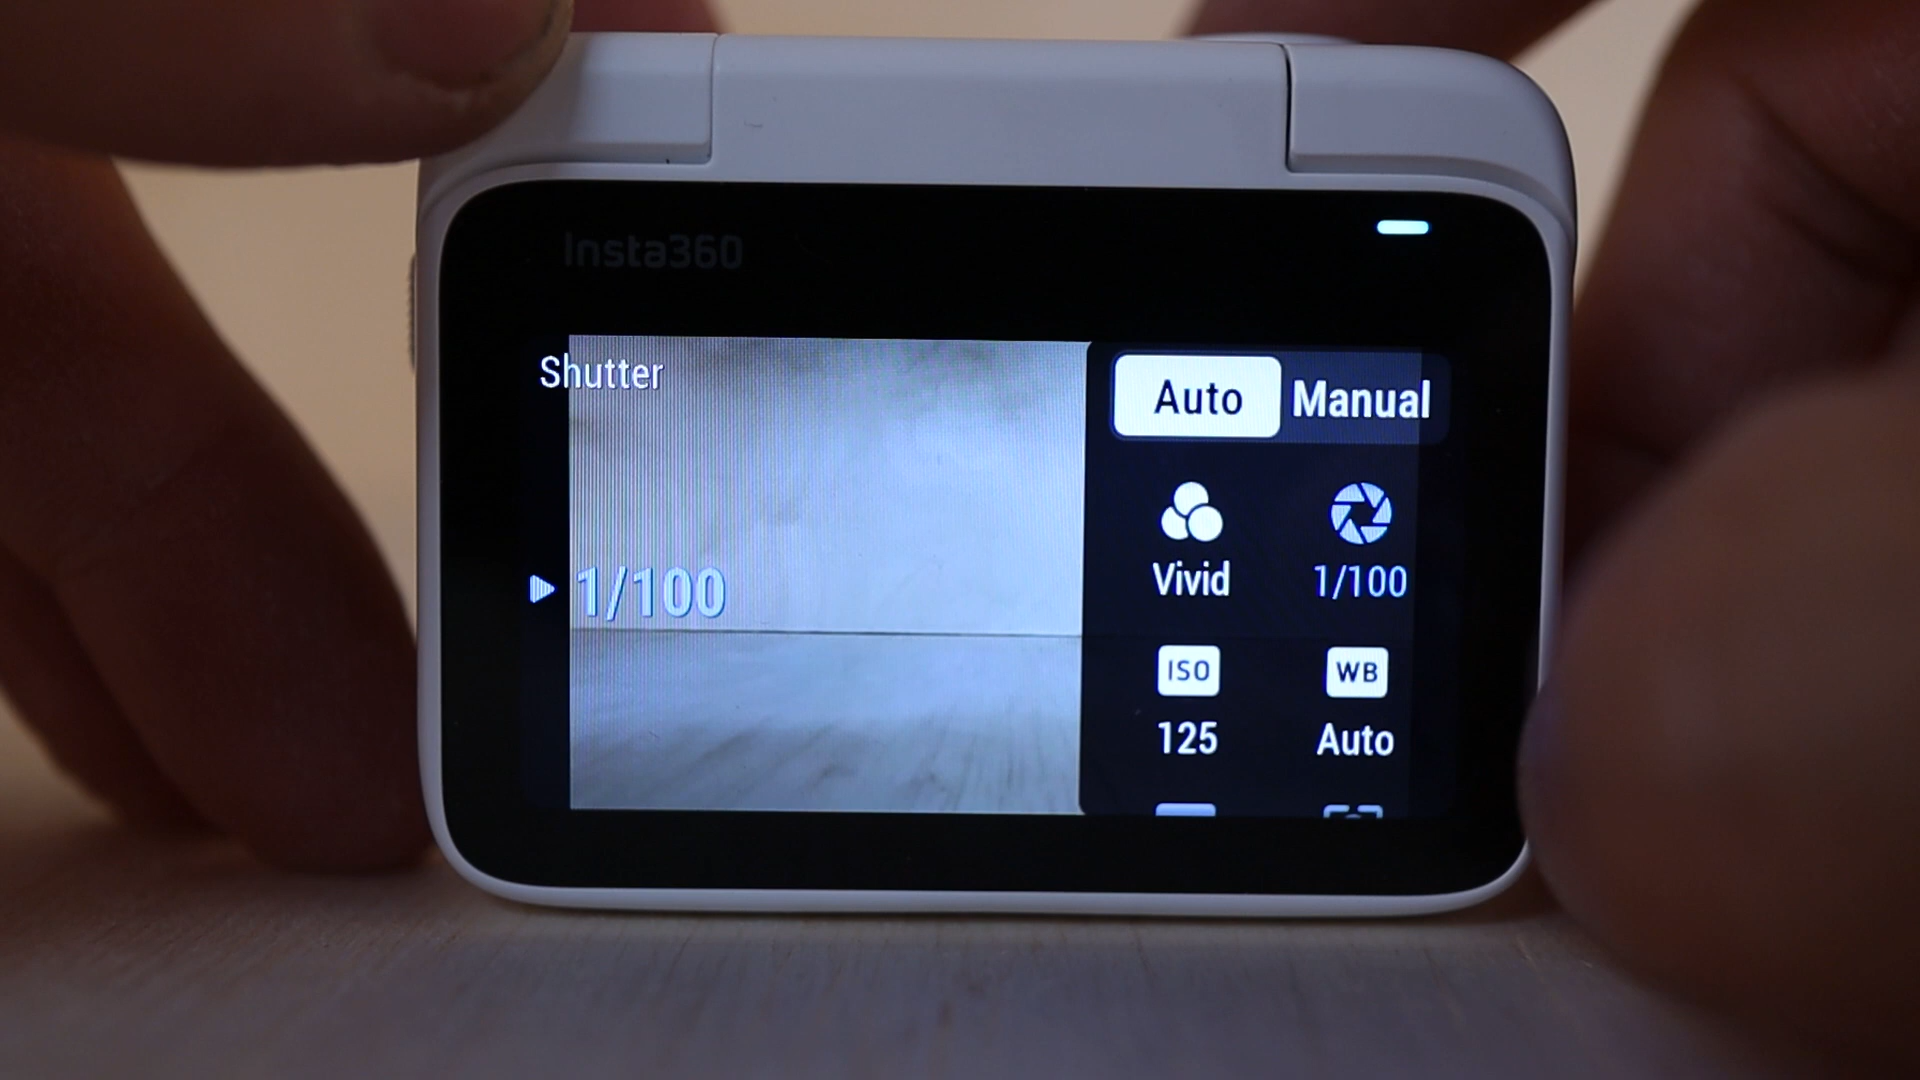 Insta360
Shutter
Auto Manual
1/100
Vivid 1/100
ISO WB
125 Auto